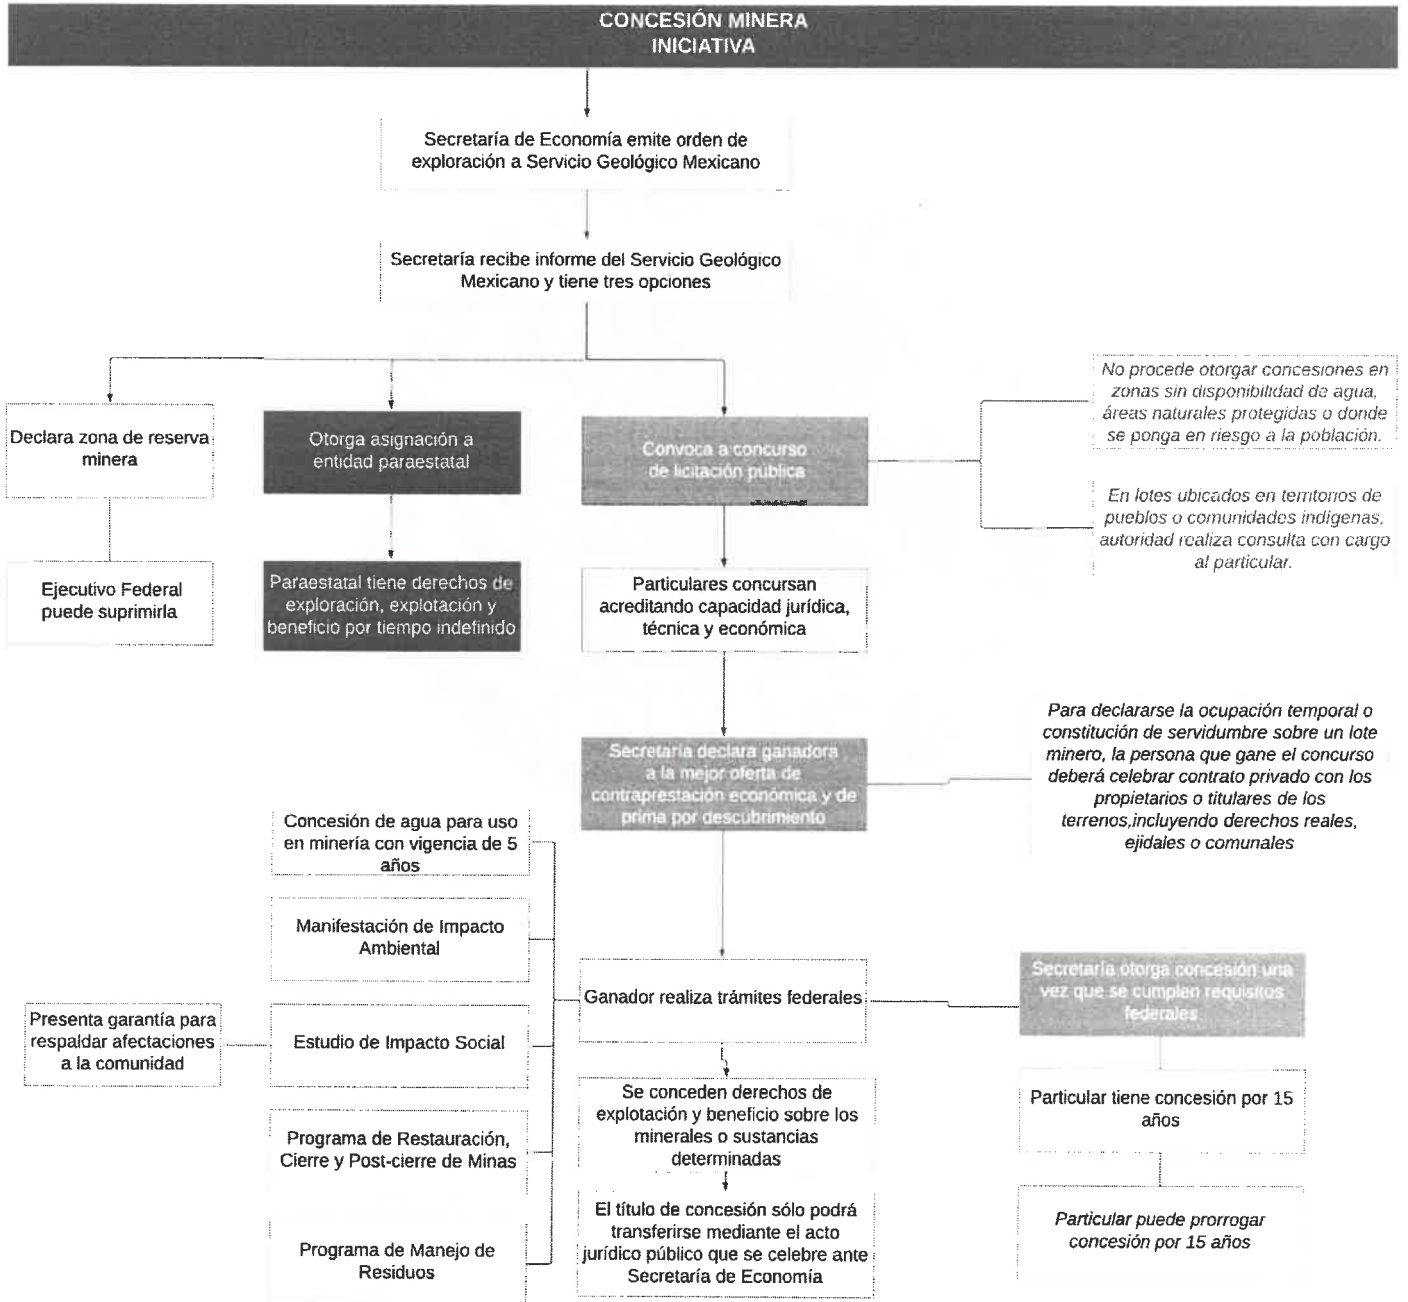 CONCESIÓN MINERA
INICIATIVA
Secretaría de Economía emite orden de
exploración a Servicio Geológico Mexicano
Secretaría recibe informe del Servicio Geológico
Mexicano y tiene tres opciones
Declara zona de reserva
minera
Otorga asignación a
entidad paraestatal
Convoca a concurso
de licitación pública
No procede otorgar concesiones en
zonas sin disponibilidad de agua,
áreas naturales protegidas o donde
se ponga en riesgo a la población.
En lotes ubicados en territorios de
pueblos o comunidades indígenas,
autoridad realiza consulta con cargo
al particular.
Ejecutivo Federal
puede suprimirla
Paraestatal tiene derechos de
exploración, explotación y
beneficio por tiempo indefinido
Particulares concursan
acreditando capacidad jurídica,
técnica y económica
Secretaría declara ganadora
a la mejor oferta de
contraprestación económica y de
prima por descubrimiento
Para declararse la ocupación temporal o
constitución de servidumbre sobre un lote
minero, la persona que gane el concurso
deberá celebrar contrato privado con los
propietarios o titulares de los
terrenos,incluyendo derechos reales,
ejidales o comunales
Concesión de agua para uso
en minería con vigencia de 5
años
Manifestación de Impacto
Ambiental
Presenta garantía para
respaldar afectaciones
a la comunidad
Estudio de Impacto Social
Programa de Restauración,
Cierre y Post-cierre de Minas
Programa de Manejo de
Residuos
Ganador realiza trámites federales
Se conceden derechos de
explotación y beneficio sobre los
minerales o sustancias
determinadas
El título de concesión sólo podrá
transferirse mediante el acto
jurídico público que se celebre ante
Secretaría de Economía
Secretaría otorga concesión una
vez que se cumplen requisitos
federales
Particular tiene concesión por 15
años
Particular puede prorrogar
concesión por 15 años